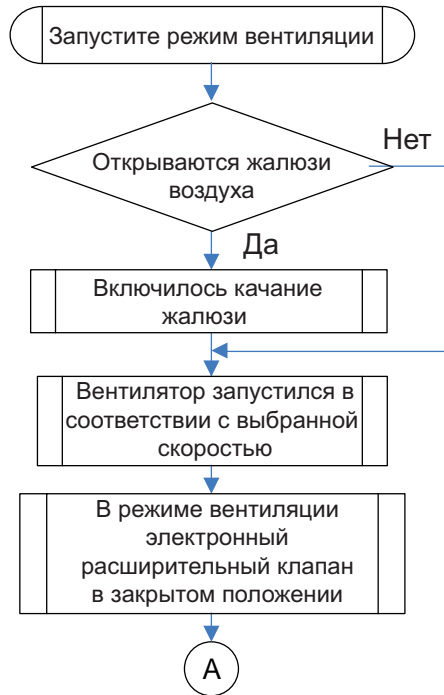 Запустите режим вентиляции
Открываются жалюзи
воздуха
Нет
Да
Включилось качание
жалюзи
Вентилятор запустился в
соответствии с выбранной
скоростью
В режиме вентиляции
электронный
расширительный клапан
в закрытом положении
А